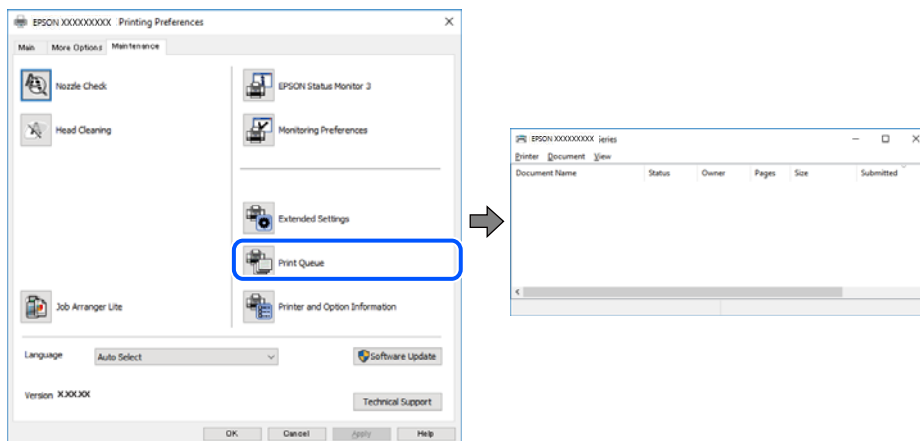 EPSON XXXXXXXXX Printing Preferences
Main More Options Maintenance
Nozzle Check
Head Cleaning
Job Arranger Lite
EPSON Status Monitor 3
Monitoring Preferences
Extended Settings
Print Queue
Printer and Option Information
Language Auto Select
Software Update
Version X.XX.XX
Technical Support
OK Cancel Apply Help
EPSON XXXXXXXXX ieries
Printer Document View
Document Name Status Owner Pages Size Submitted